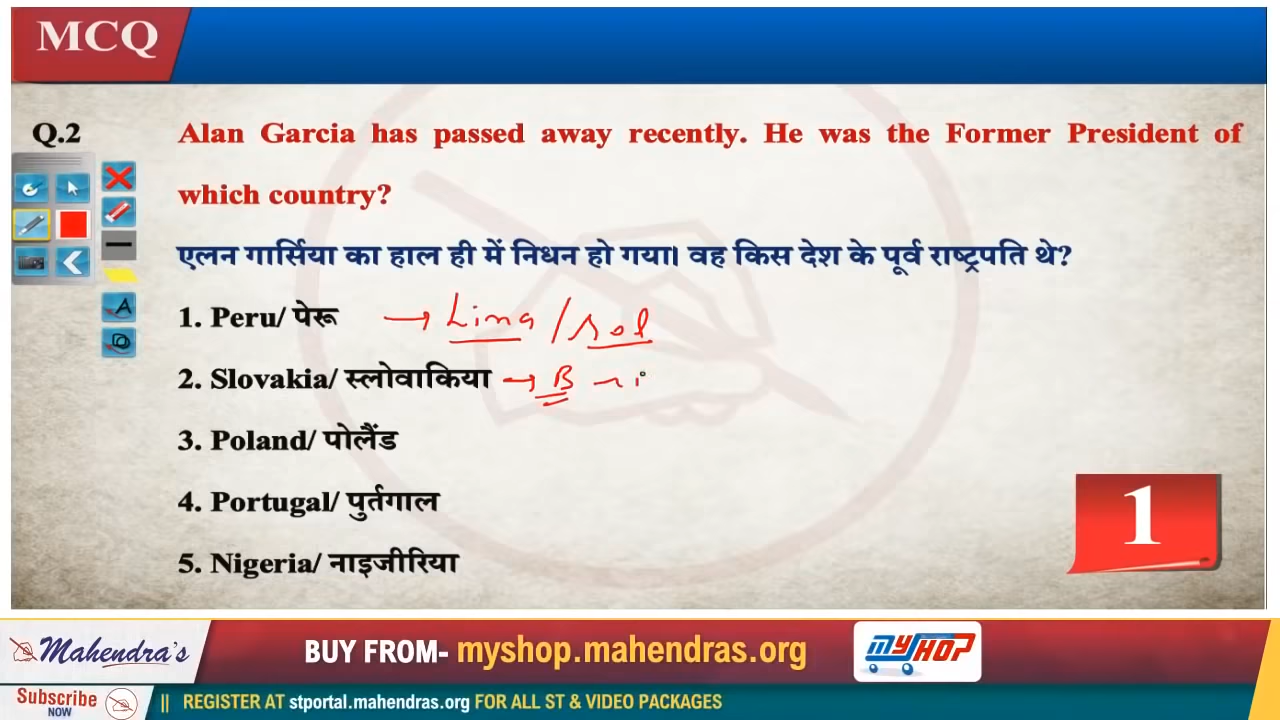 MCQ
Q.2 Alan Garcia has passed away recently. He was the Former President of
which country?
एलन गार्सिया का हाल ही में निधन हो गया। वह किस देश के पूर्व राष्ट्रपति थे?
1. Peru/ पेरू → Lima / Sol
2. Slovakia/ स्लोवाकिया → B
3. Poland/ पोलैंड
4. Portugal/ पुर्तगाल
5. Nigeria/ नाइजीरिया
1
Mahendra's
BUY FROM- myshop.mahendras.org
MY SHOP
Subscribe
NOW
|| REGISTER AT stportal.mahendras.org FOR ALL ST & VIDEO PACKAGES